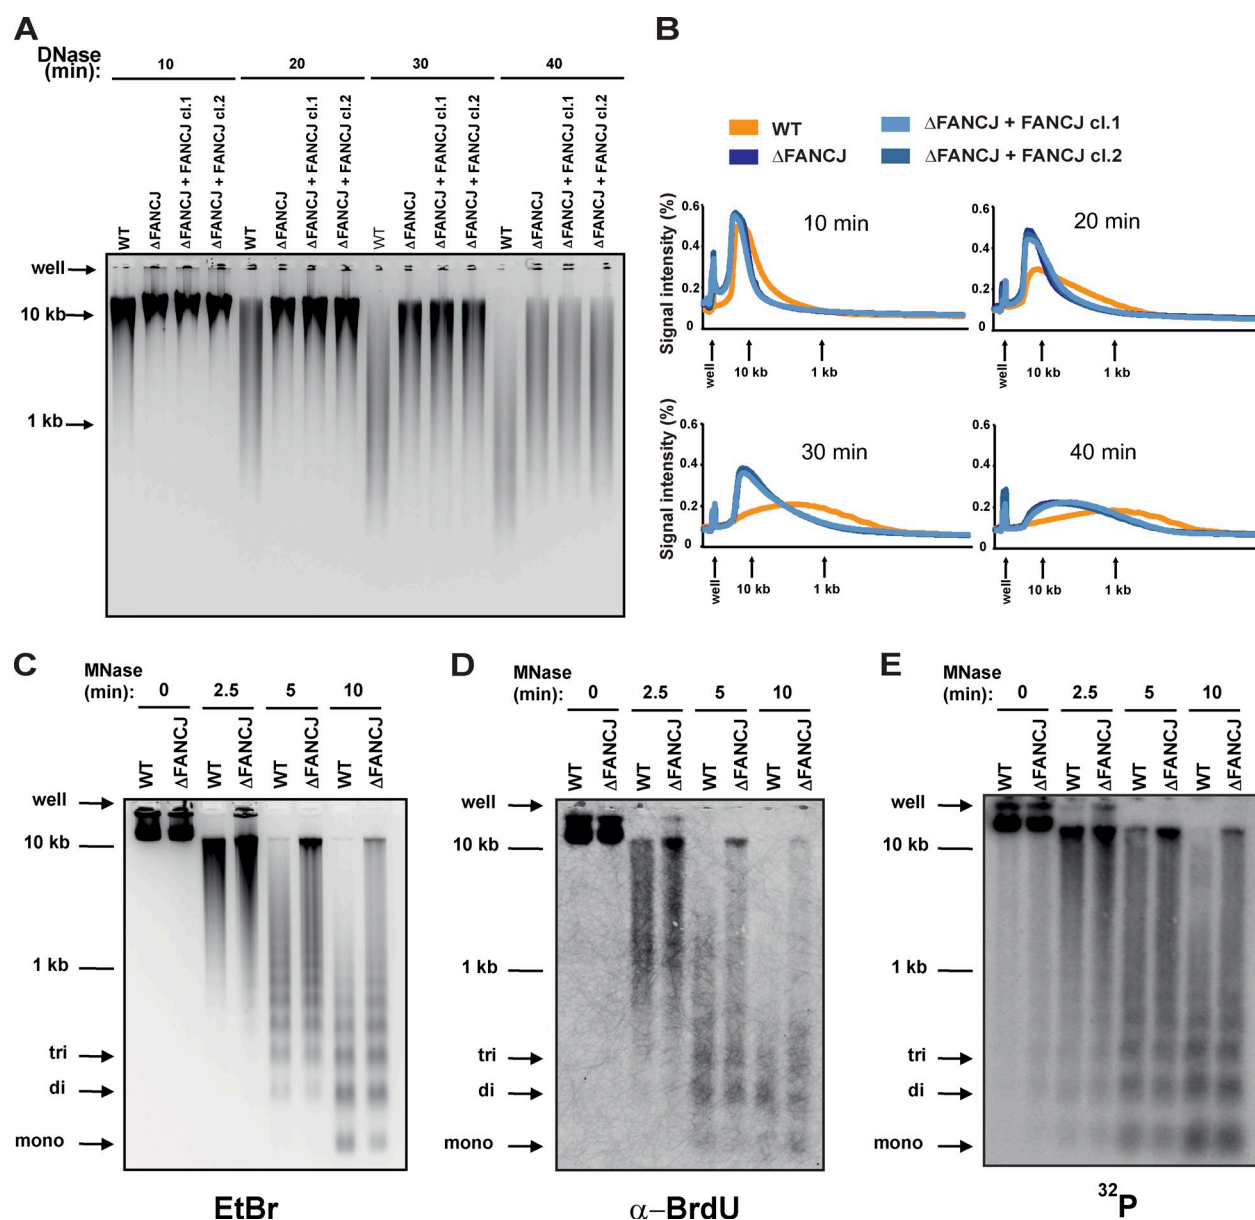 A
DNase
(min):
10
20
30
40
WT
ΔFANCJ
ΔFANCJ + FANCJ cl.1
ΔFANCJ + FANCJ cl.2
WT
ΔFANCJ
ΔFANCJ + FANCJ cl.1
ΔFANCJ + FANCJ cl.2
WT
ΔFANCJ
ΔFANCJ + FANCJ cl.1
ΔFANCJ + FANCJ cl.2
WT
ΔFANCJ
ΔFANCJ + FANCJ cl.1
ΔFANCJ + FANCJ cl.2
well
10 kb
1 kb
B
WT
ΔFANCJ
ΔFANCJ + FANCJ cl.1
ΔFANCJ + FANCJ cl.2
Signal intensity (%)
0.6
0.4
0.2
0
10 min
well
10 kb
1 kb
0.6
0.4
0.2
0
20 min
well
10 kb
1 kb
Signal intensity (%)
0.6
0.4
0.2
0
30 min
well
10 kb
1 kb
0.6
0.4
0.2
0
40 min
well
10 kb
1 kb
C
MNase
(min):
0
2.5
5
10
WT
ΔFANCJ
WT
ΔFANCJ
WT
ΔFANCJ
WT
ΔFANCJ
well
10 kb
1 kb
tri
di
mono
EtBr
D
MNase
(min):
0
2.5
5
10
WT
ΔFANCJ
WT
ΔFANCJ
WT
ΔFANCJ
WT
ΔFANCJ
well
10 kb
1 kb
tri
di
mono
α–BrdU
E
MNase
(min):
0
2.5
5
10
WT
ΔFANCJ
WT
ΔFANCJ
WT
ΔFANCJ
WT
ΔFANCJ
well
10 kb
1 kb
tri
di
mono
³²P